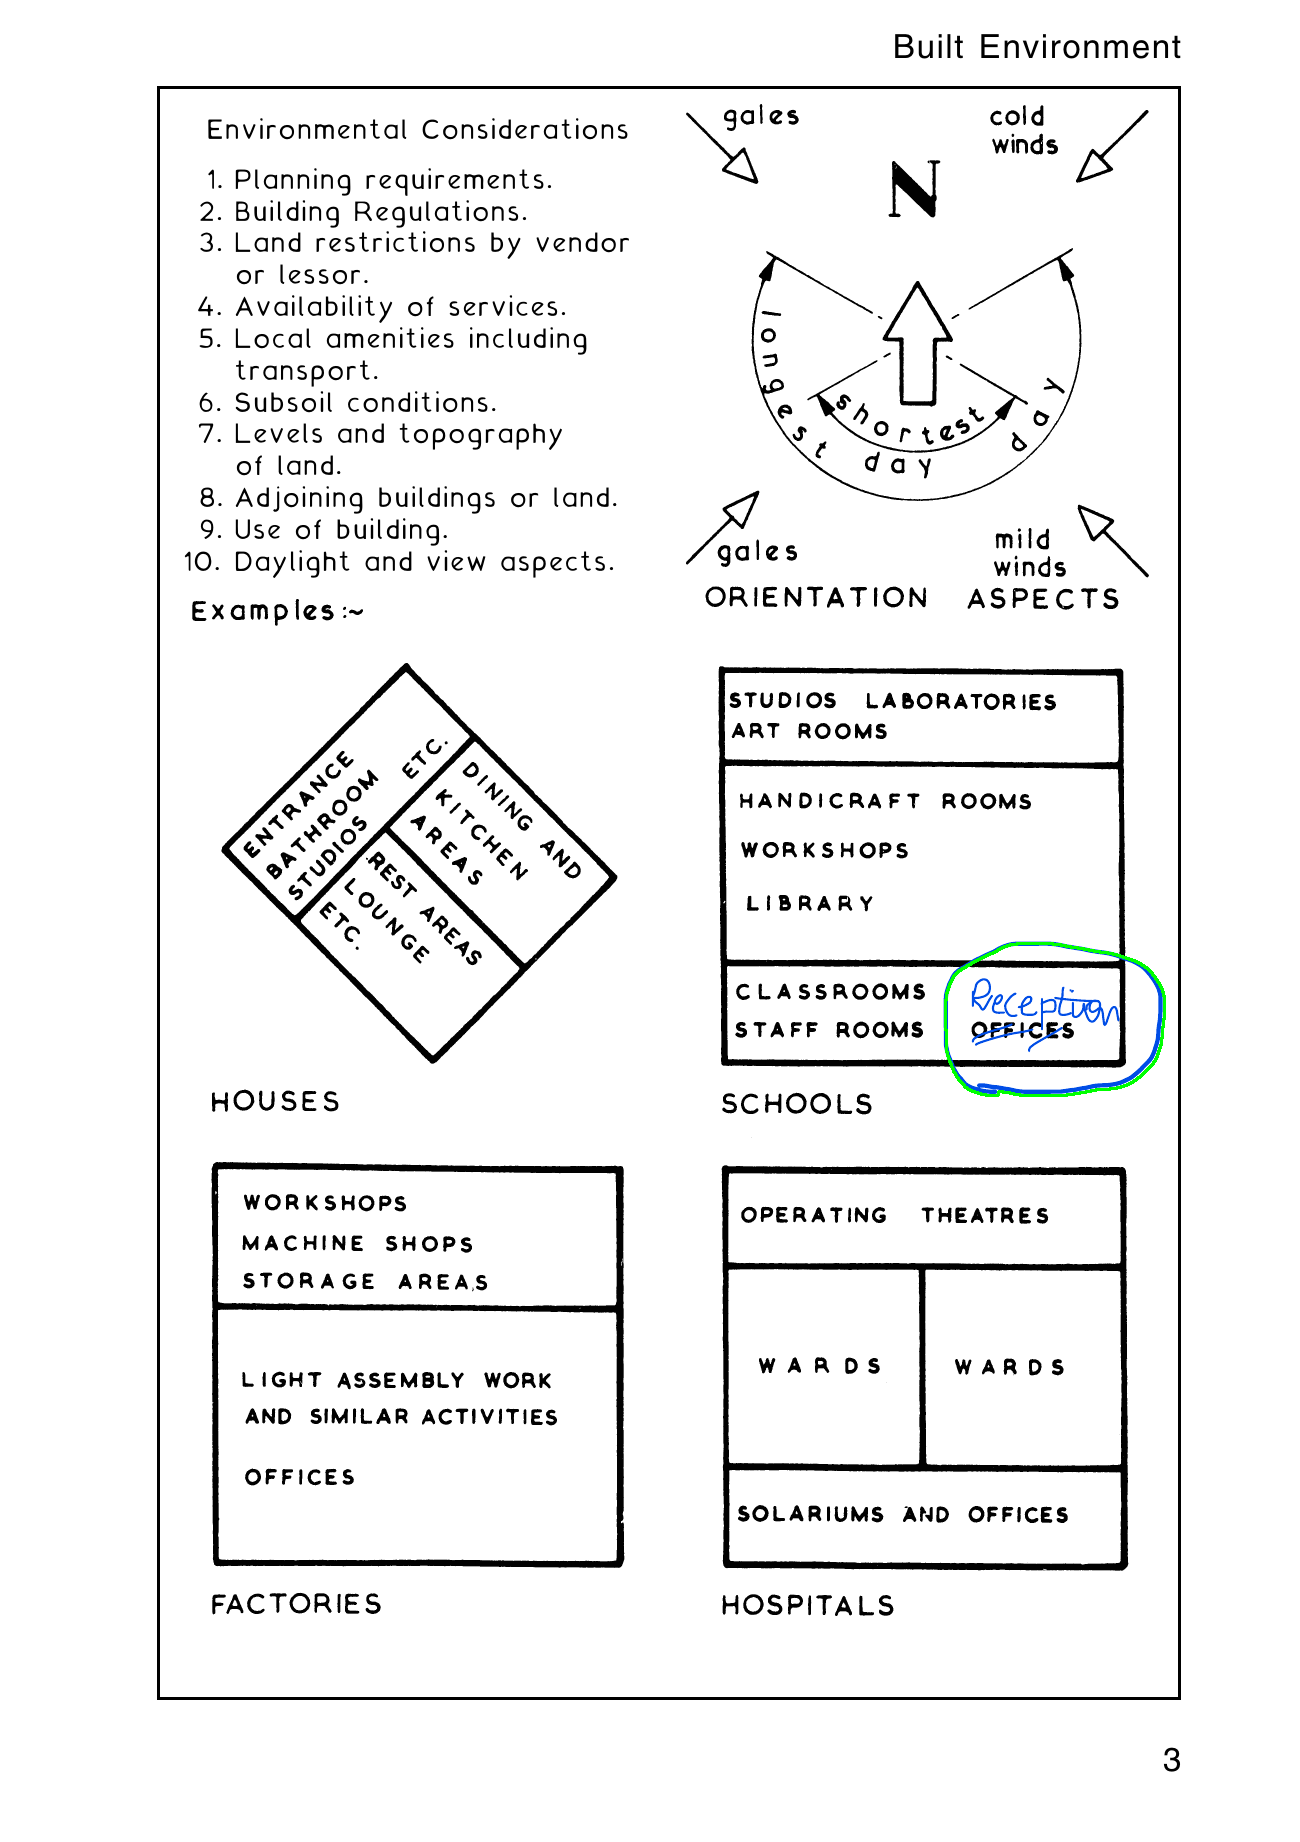 Built Environment
Environmental Considerations
1. Planning requirements.
2. Building Regulations.
3. Land restrictions by vendor
or lessor.
4. Availability of services.
5. Local amenities including
transport.
6. Subsoil conditions.
7. Levels and topography
of land.
8. Adjoining buildings or land.
9. Use of building.
10. Daylight and view aspects.
gales
cold
winds
N
longest day
shortest day
gales
mild
winds
ORIENTATION ASPECTS
Examples:~
ENTRANCE
BATHROOM
STUDIOS ETC.
DINING AND
KITCHEN
AREAS
REST AREAS
LOUNGE
ETC.
HOUSES
STUDIOS LABORATORIES
ART ROOMS
HANDICRAFT ROOMS
WORKSHOPS
LIBRARY
CLASSROOMS
Reception
STAFF ROOMS OFFICES
SCHOOLS
WORKSHOPS
MACHINE SHOPS
STORAGE AREAS
LIGHT ASSEMBLY WORK
AND SIMILAR ACTIVITIES
OFFICES
FACTORIES
OPERATING THEATRES
WARDS WARDS
SOLARIUMS AND OFFICES
HOSPITALS
3